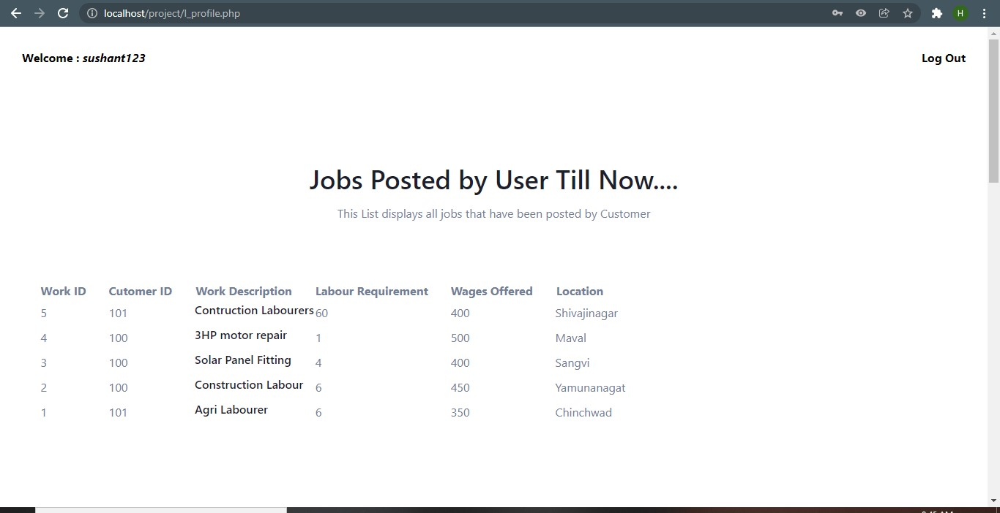 localhost/project/l_profile.php
H
Welcome : sushant123 Log Out
Jobs Posted by User Till Now....
This List displays all jobs that have been posted by Customer
Work ID Cutomer ID Work Description Labour Requirement Wages Offered Location
5 101 Contruction Labourers 60 400 Shivajinagar
4 100 3HP motor repair 1 500 Maval
3 100 Solar Panel Fitting 4 400 Sangvi
2 100 Construction Labour 6 450 Yamunanagat
1 101 Agri Labourer 6 350 Chinchwad